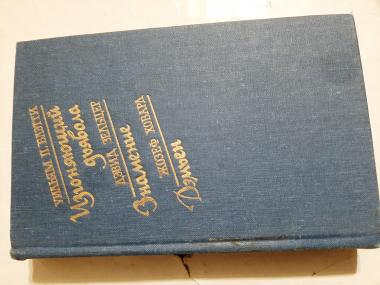 УИЛЬЯМ П. БЛЭТТИ
Изгоняющий
дьявола
ДЭВИД ЗЕЛЬЦЕР
Знамение
ЖОЗЕФ ХОВАРД
Дэмьен